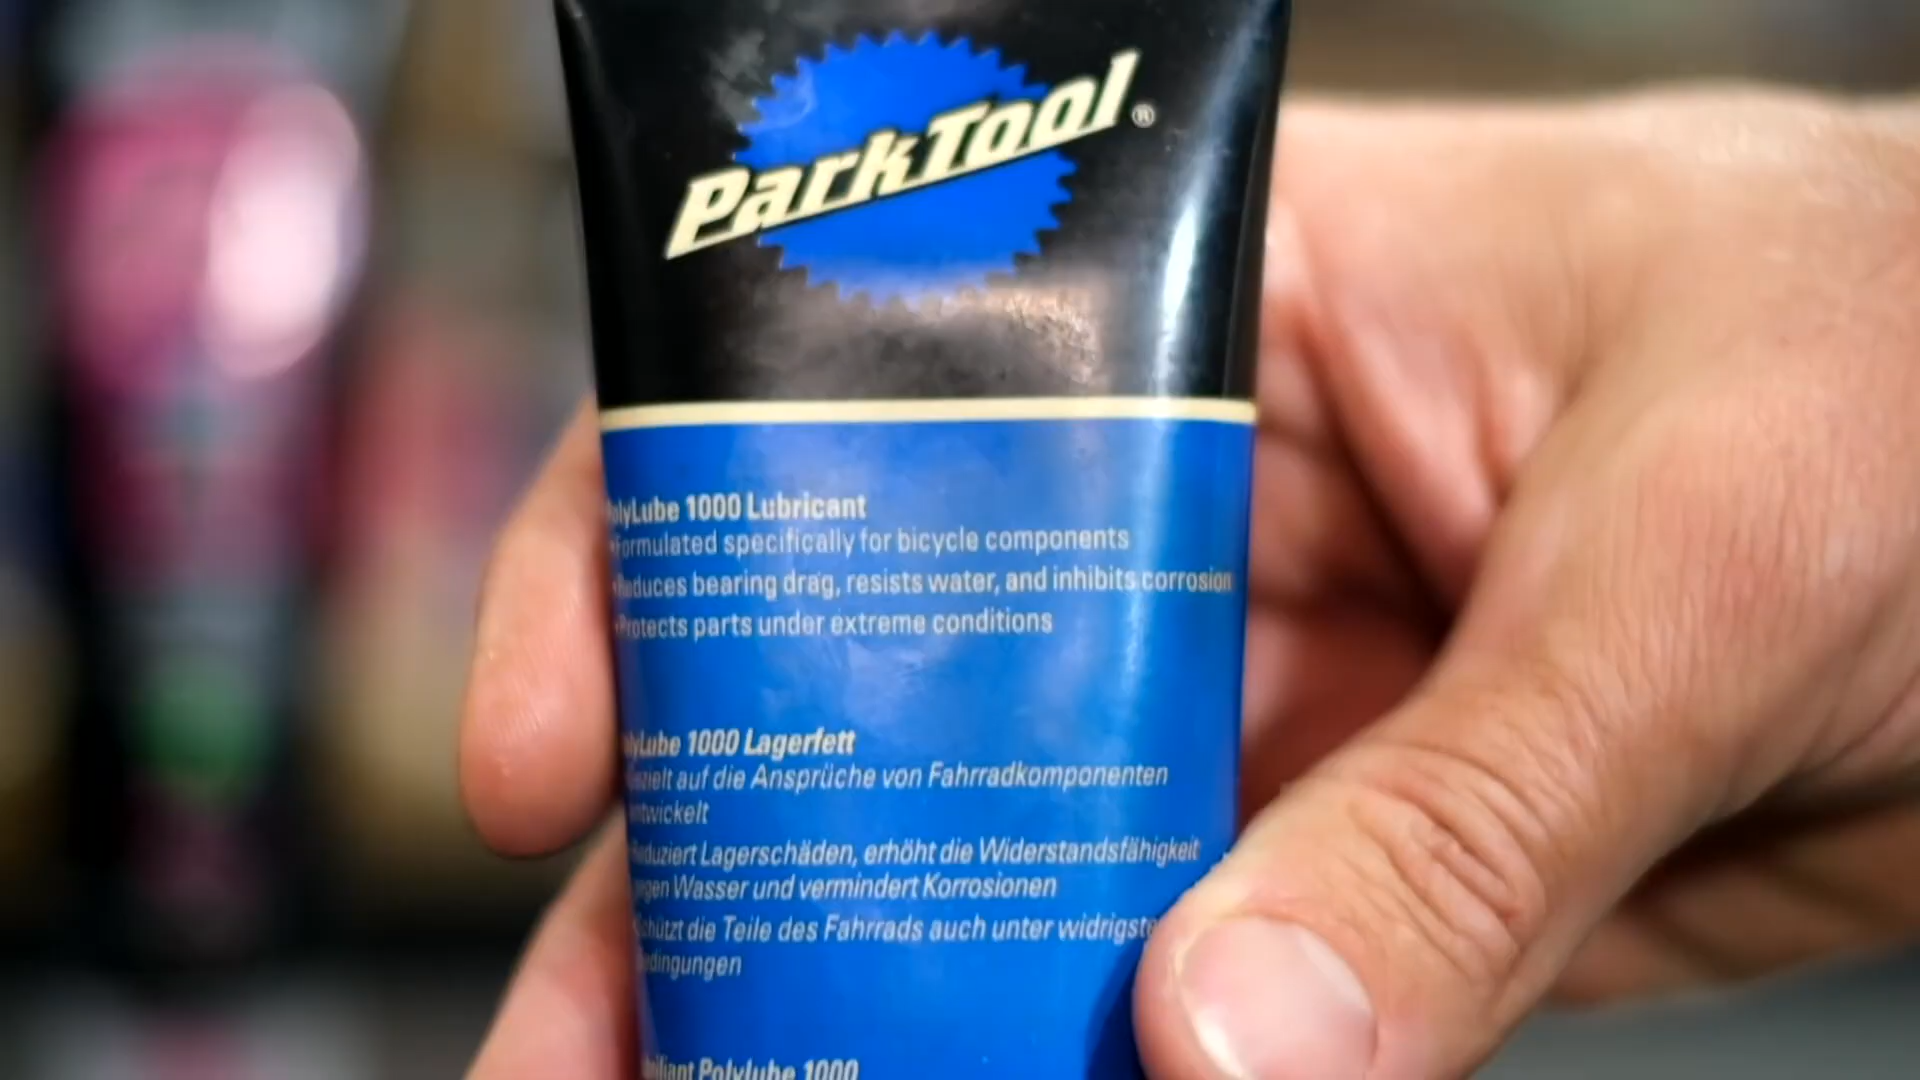 ParkTool®
PolyLube 1000 Lubricant
•Formulated specifically for bicycle components
•Reduces bearing drag, resists water, and inhibits corrosion
•Protects parts under extreme conditions
PolyLube 1000 Lagerfett
auf die Ansprüche von Fahrradkomponenten
entwickelt
Reduziert Lagerschäden, erhöht die Widerstandsfähigkeit
gegen Wasser und vermindert Korrosionen
Schützt die Teile des Fahrrads auch unter
Bedingungen
Polylube 1000